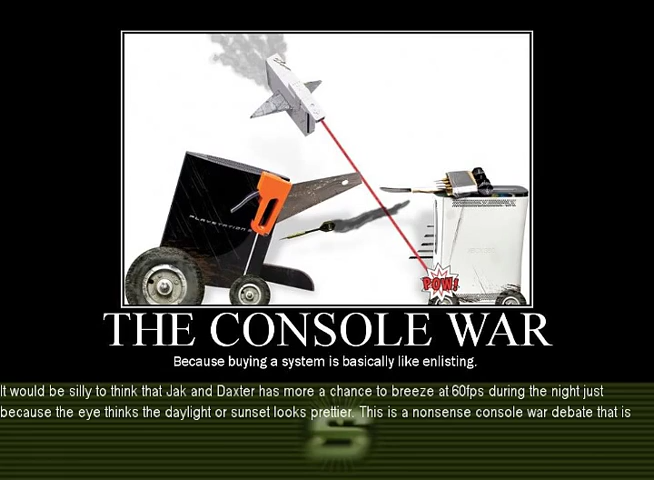 PLAYSTATION 3
POW!
THE CONSOLE WAR
Because buying a system is basically like enlisting.
It would be silly to think that Jak and Daxter has more a chance to breeze at 60fps during the night just
because the eye thinks the daylight or sunset looks prettier. This is a nonsense console war debate that is
S